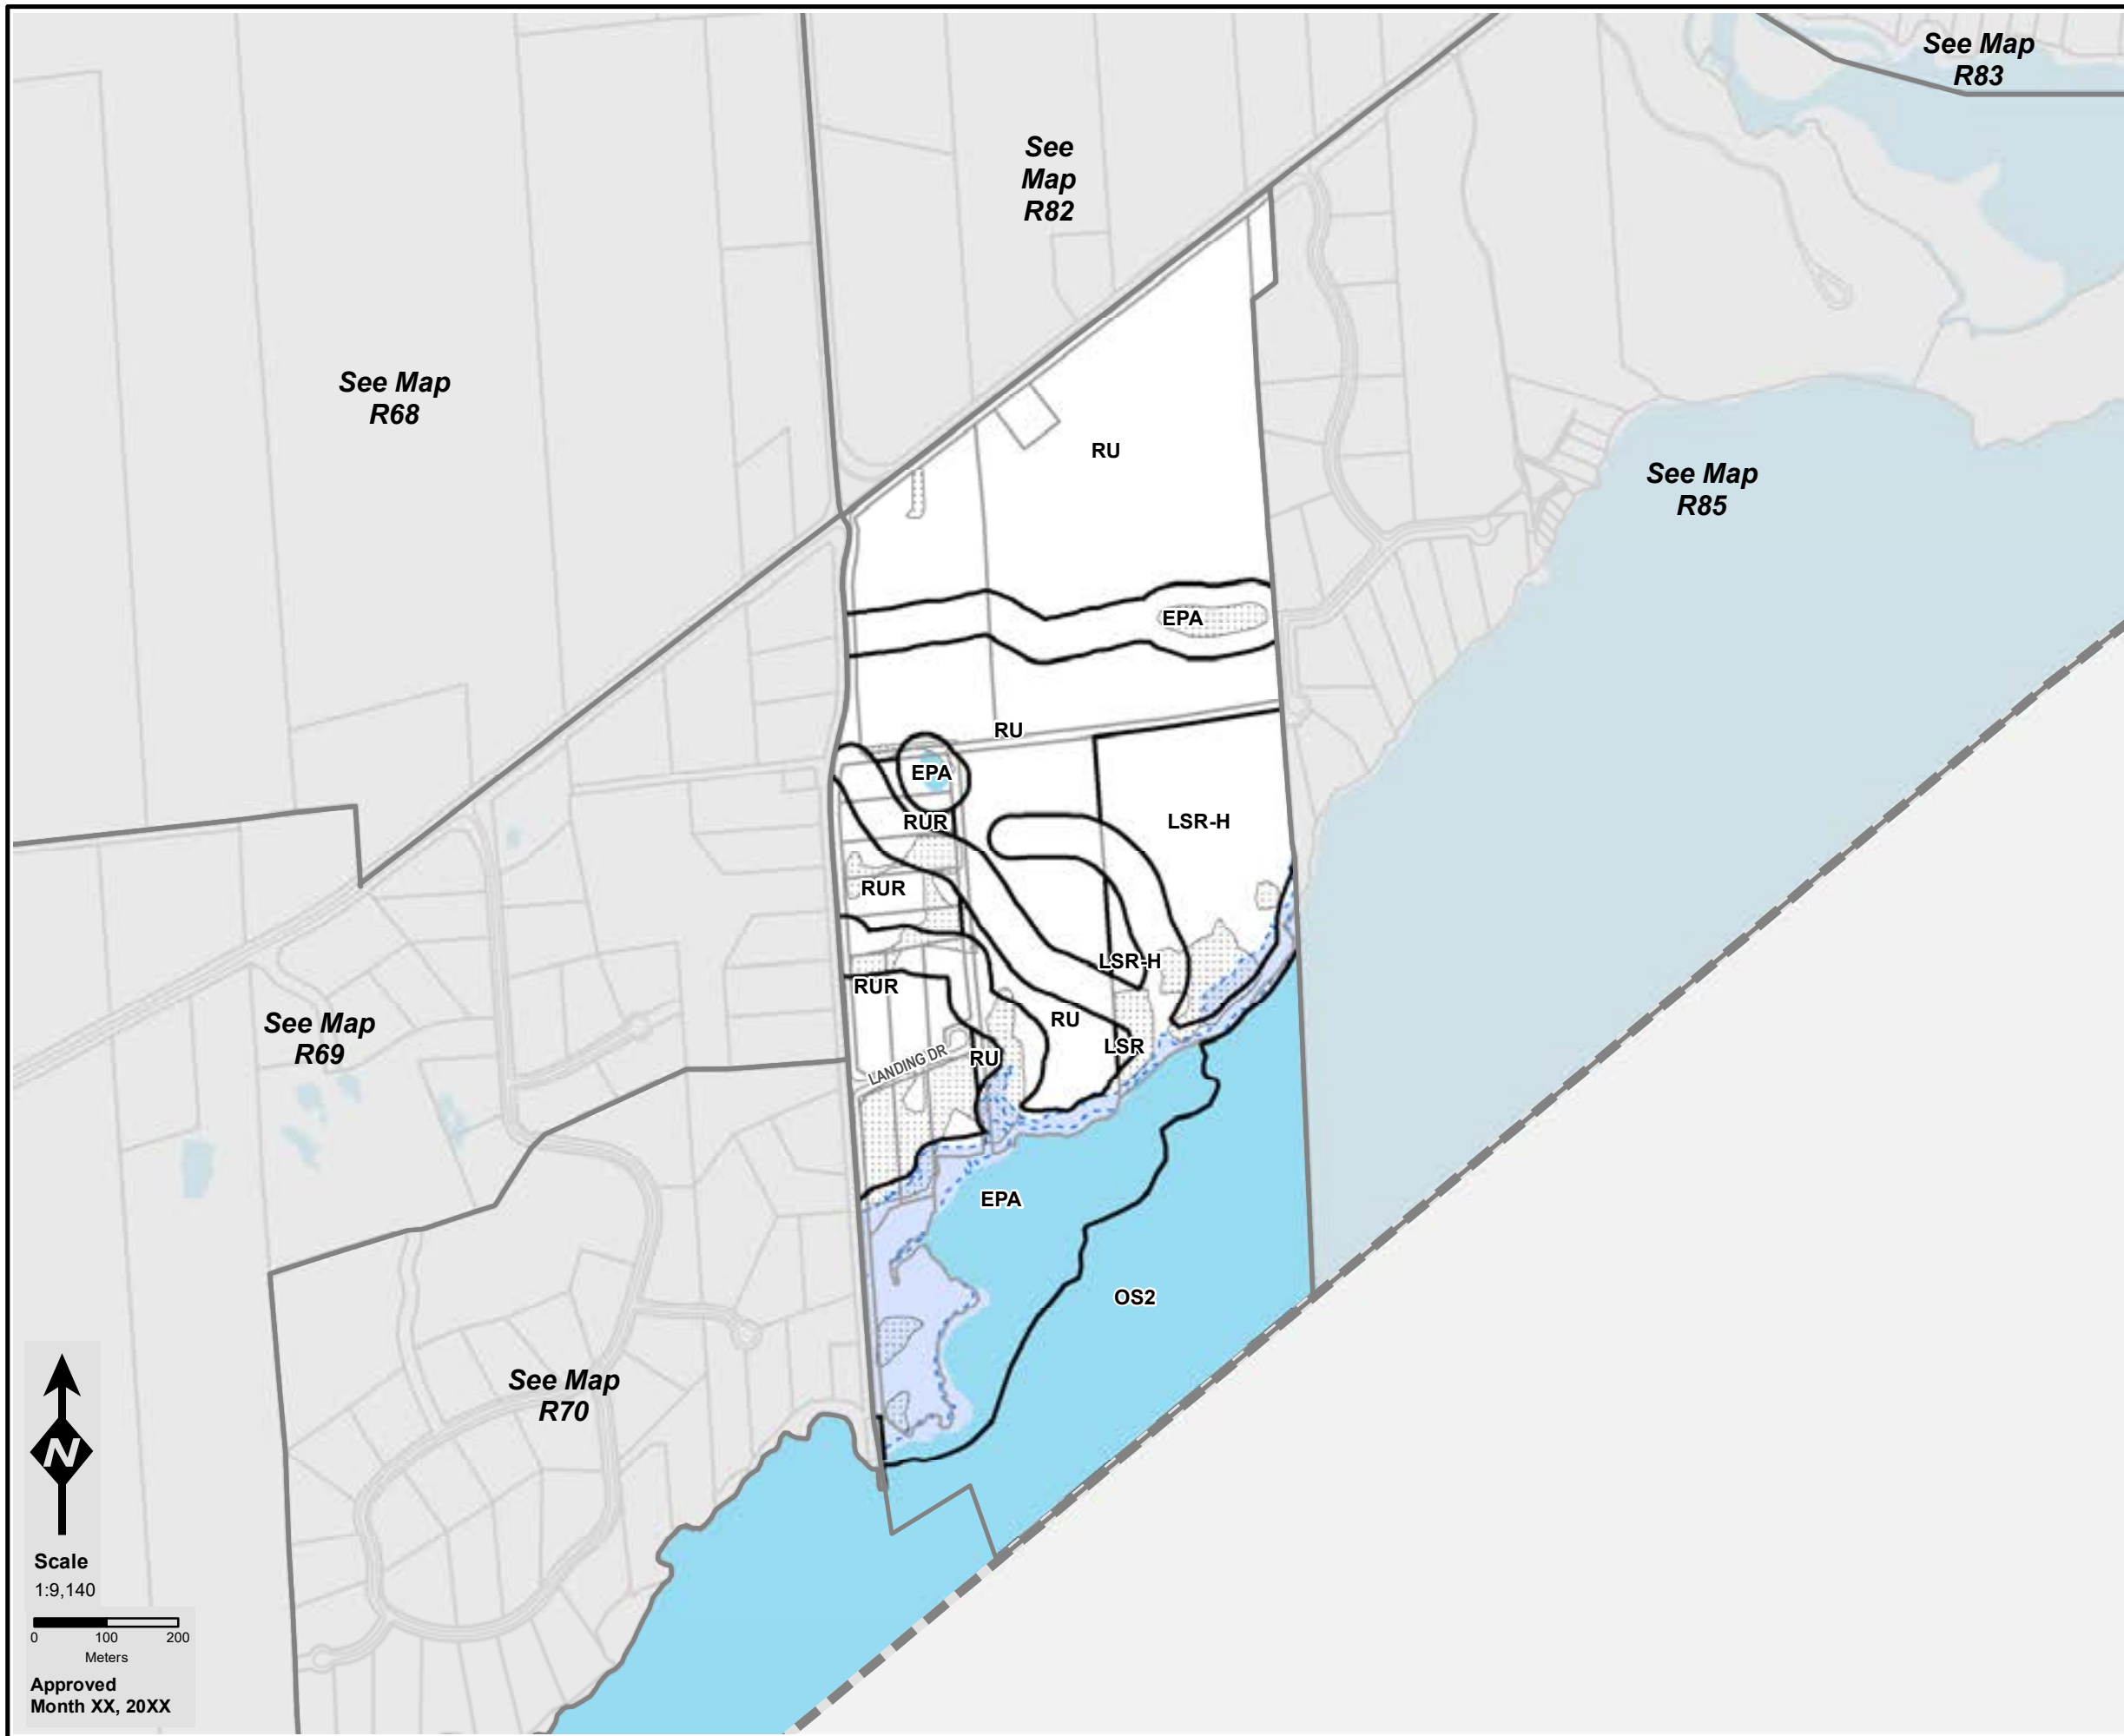 See Map
R83
See
Map
R82
See Map
R68
RU
See Map
R85
EPA
RU
EPA
RUR
LSR-H
RUR
LSR-H
RUR
See Map
R69
RU
LSR
RU
LANDING DR
EPA
OS2
See Map
R70
N
Scale
1:9,140
0 100 200
Meters
Approved
Month XX, 20XX